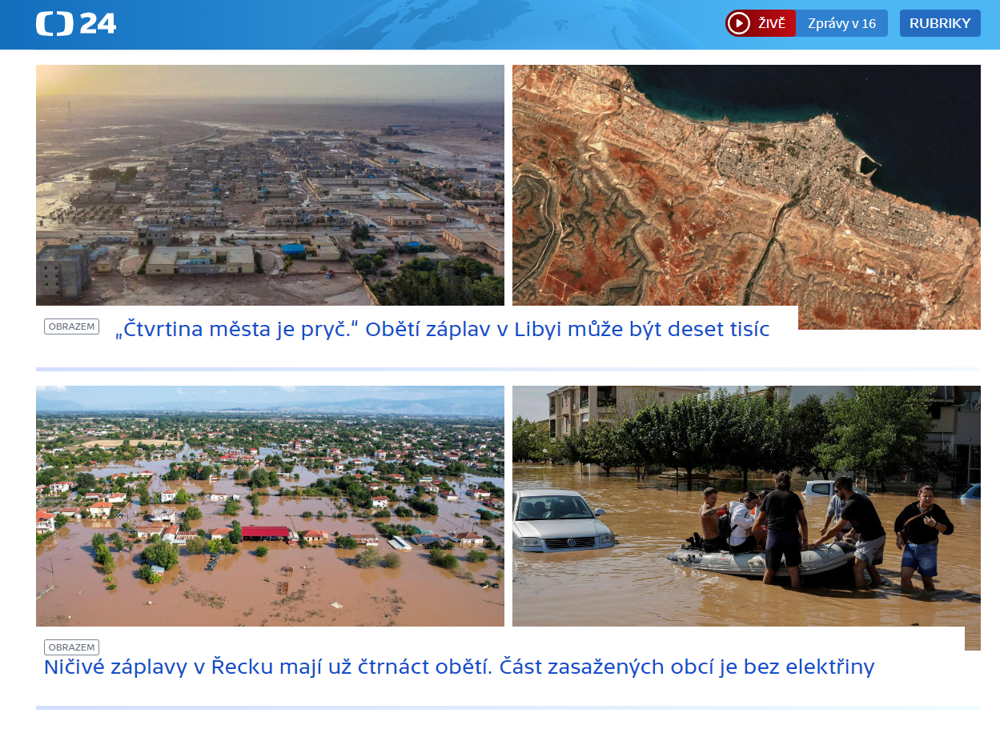 24
ŽIVĚ Zprávy v 16 RUBRIKY
OBRAZEM „Čtvrtina města je pryč.“ Obětí záplav v Libyi může být deset tisíc
OBRAZEM
Ničivé záplavy v Řecku mají už čtrnáct obětí. Část zasažených obcí je bez elektřiny